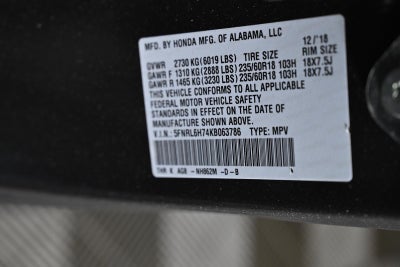 MFD. BY HONDA MFG. OF ALABAMA, LLC 12/'18
GVWR 2730 KG(6019 LBS) TIRE SIZE RIM SIZE
GAWR F 1310 KG(2888 LBS) 235/60R18 103H 18X7.5J
GAWR R 1465 KG(3230 LBS) 235/60R18 103H 18X7.5J
THIS VEHICLE CONFORMS TO ALL APPLICABLE
FEDERAL MOTOR VEHICLE SAFETY
STANDARDS IN EFFECT ON THE DATE OF
MANUFACTURE SHOWN ABOVE.
V.I.N.: 5FNRL6H74KB063786 TYPE: MPV
THR K AG8 -NH862M -D -B